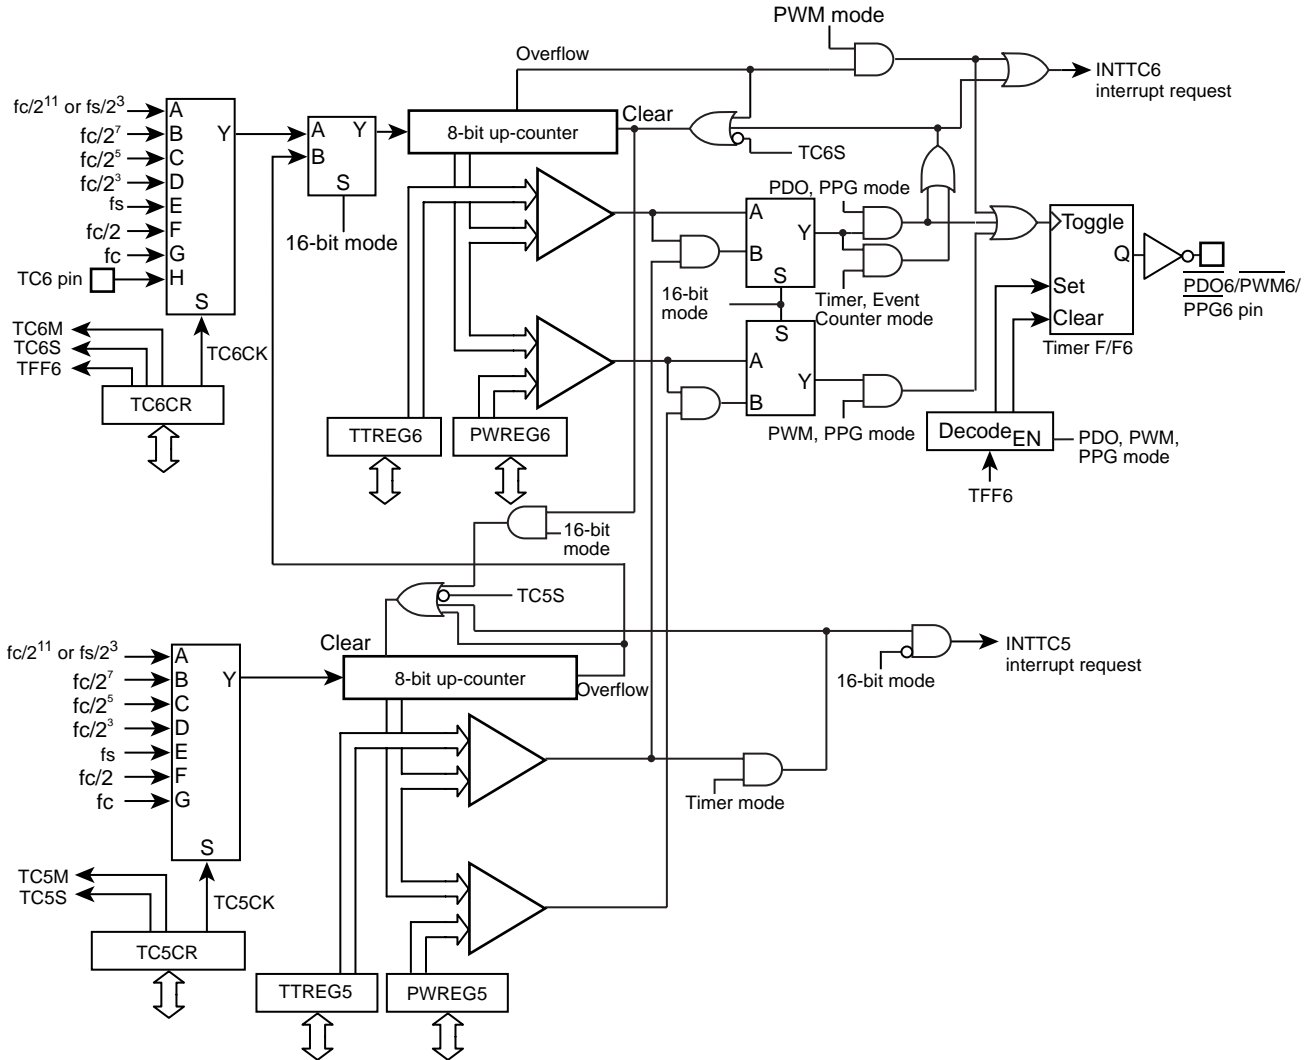 PWM mode
Overflow
INTTC6
interrupt request
fc/2¹¹ or fs/2³
A
fc/2⁷
B
Y
fc/2⁵
C
fc/2³
D
fs
E
fc/2
F
fc
G
TC6 pin
H
S
A
Y
B
S
16-bit mode
8-bit up-counter
Clear
TC6S
PDO, PPG mode
A
Y
B
S
16-bit
mode
Timer, Event
Counter mode
S
A
Y
B
PWM, PPG mode
Toggle
Q
Set
Clear
Timer F/F6
PDO6/PWM6/
PPG6 pin
Decode
EN
PDO, PWM,
PPG mode
TFF6
TC6M
TC6S
TFF6
TC6CK
TC6CR
TTREG6
PWREG6
16-bit
mode
TC5S
Clear
8-bit up-counter
Overflow
16-bit mode
INTTC5
interrupt request
fc/2¹¹ or fs/2³
A
fc/2⁷
B
Y
fc/2⁵
C
fc/2³
D
fs
E
fc/2
F
fc
G
S
Timer mode
TC5M
TC5S
TC5CK
TC5CR
TTREG5
PWREG5